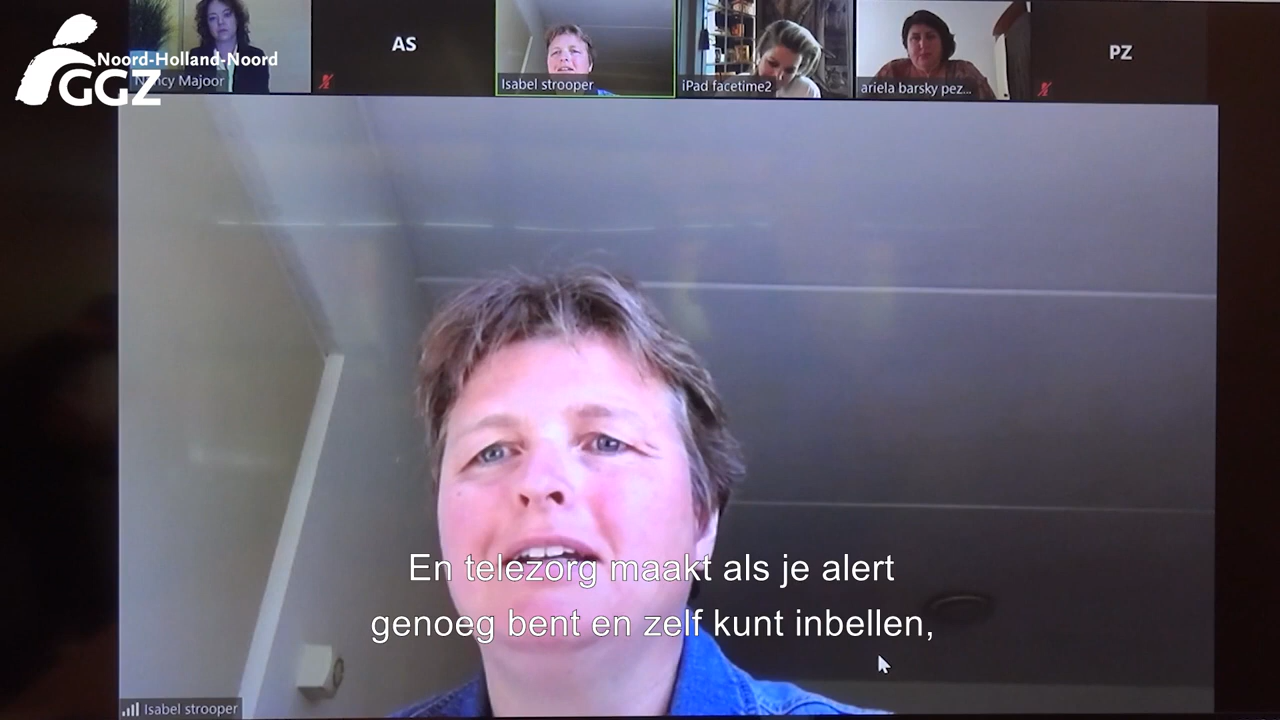 Noord-Holland-Noord
GGZ
Nancy Majoor
AS
Isabel strooper
iPad facetime2
ariela barsky pez...
PZ
En telezorg maakt als je alert
genoeg bent en zelf kunt inbellen,
Isabel strooper